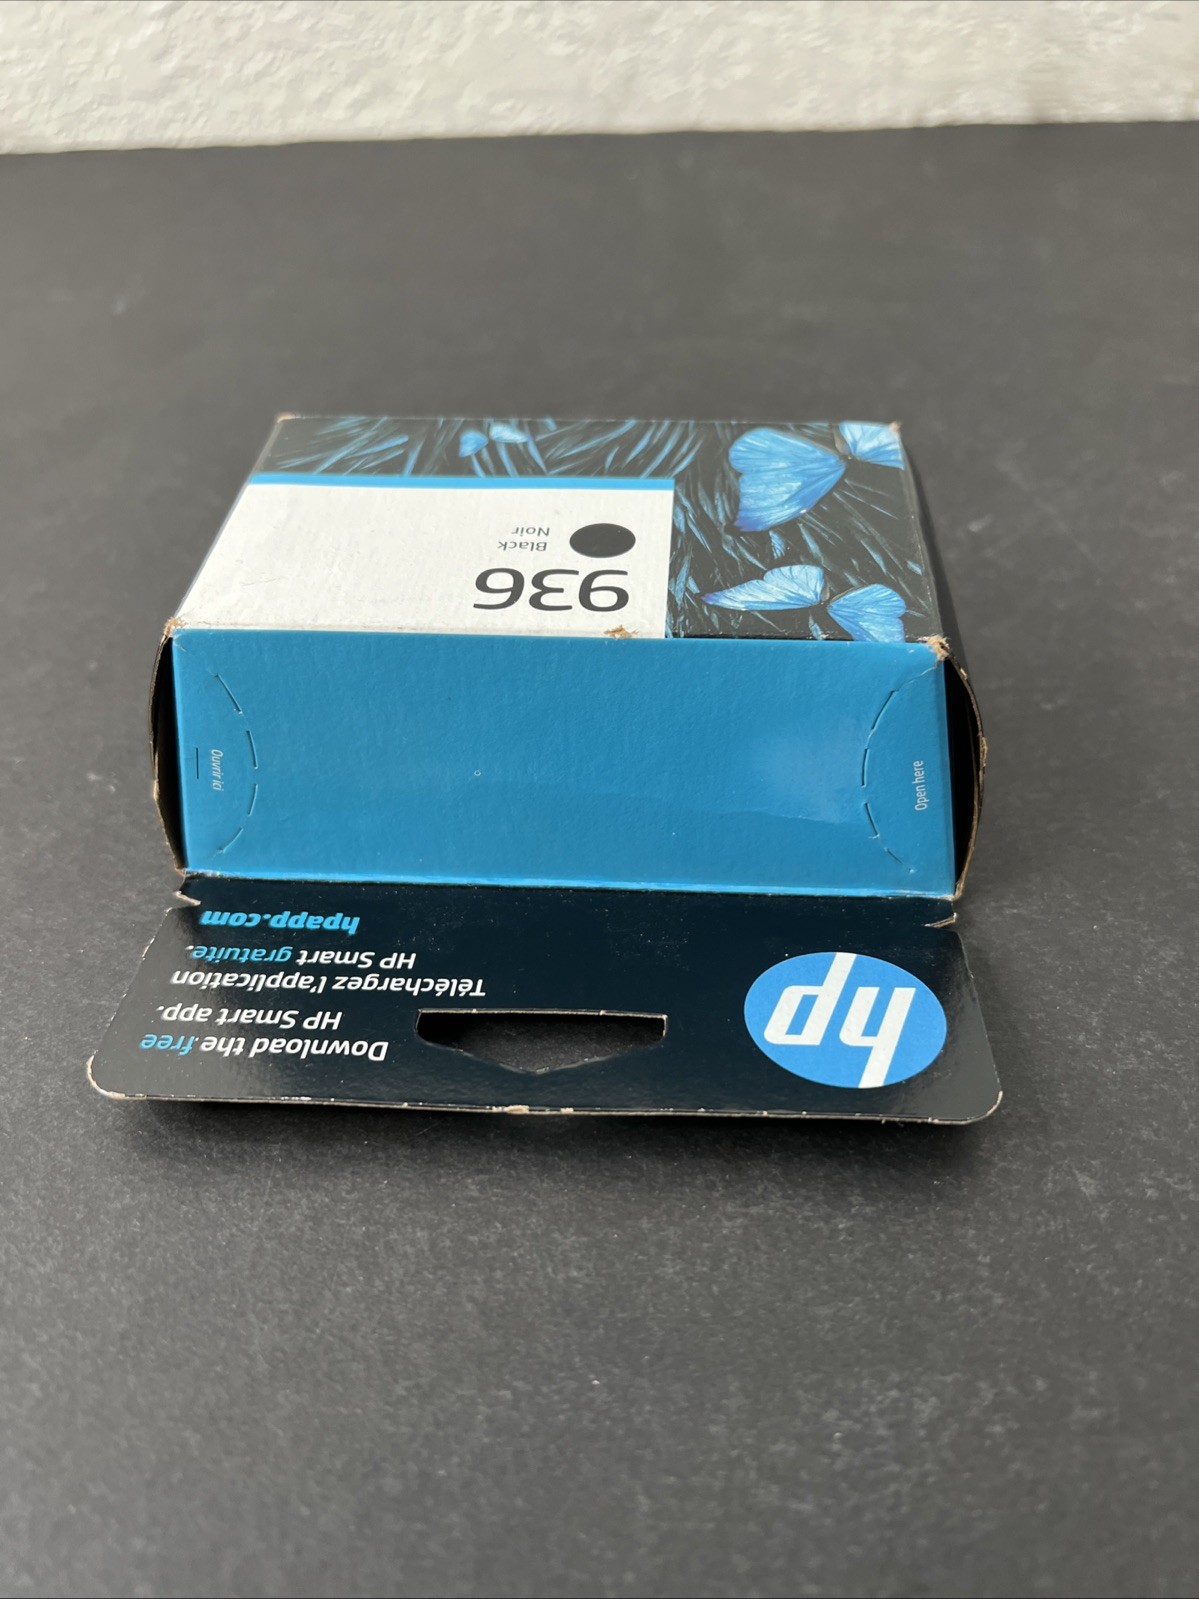 hp
Download the free
HP Smart app.
Téléchargez l'application
HP Smart gratuite.
hpapp.com
Open here
Ouvrir ici
936
Black
Noir